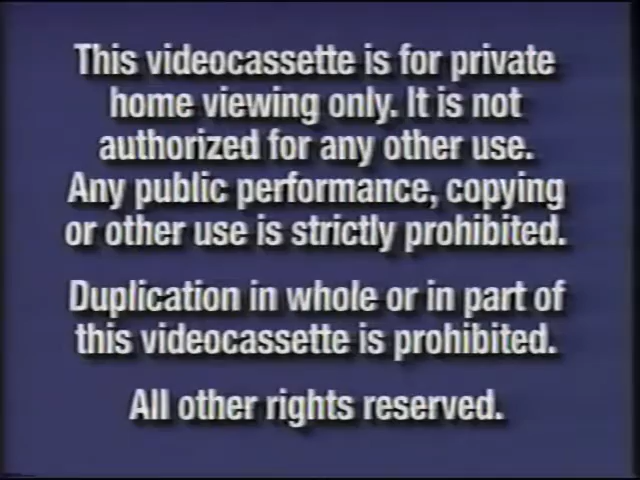 This videocassette is for private
home viewing only. It is not
authorized for any other use.
Any public performance, copying
or other use is strictly prohibited.
Duplication in whole or in part of
this videocassette is prohibited.
All other rights reserved.